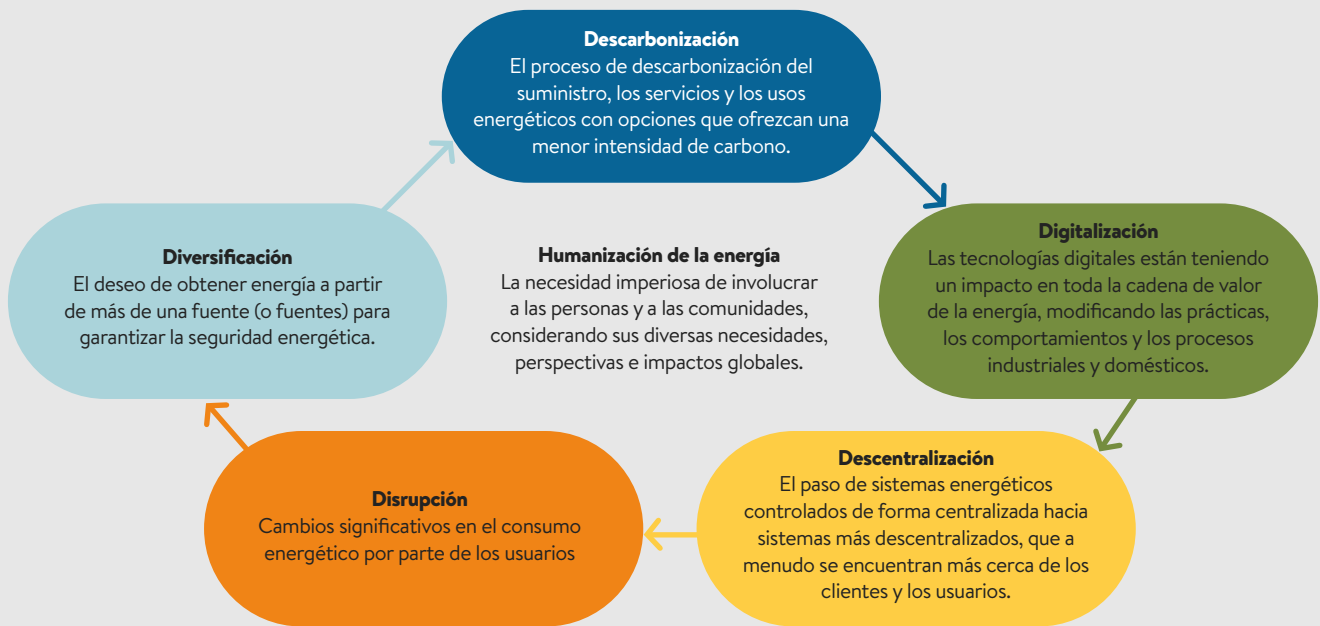 Descarbonización
El proceso de descarbonización del
suministro, los servicios y los usos
energéticos con opciones que ofrezcan una
menor intensidad de carbono.
Digitalización
Las tecnologías digitales están teniendo
un impacto en toda la cadena de valor
de la energía, modificando las prácticas,
los comportamientos y los procesos
industriales y domésticos.
Descentralización
El paso de sistemas energéticos
controlados de forma centralizada hacia
sistemas más descentralizados, que a
menudo se encuentran más cerca de los
clientes y los usuarios.
Disrupción
Cambios significativos en el consumo
energético por parte de los usuarios
Diversificación
El deseo de obtener energía a partir
de más de una fuente (o fuentes) para
garantizar la seguridad energética.
Humanización de la energía
La necesidad imperiosa de involucrar
a las personas y a las comunidades,
considerando sus diversas necesidades,
perspectivas e impactos globales.